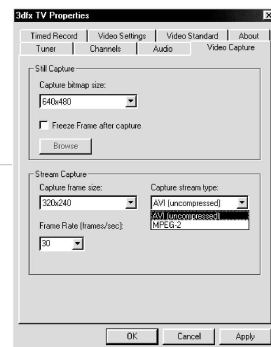 3dfx TV Properties
Timed Record Video Settings Video Standard About
Tuner Channels Audio Video Capture
Still Capture
Capture bitmap size:
640x480
Freeze Frame after capture
Browse
Stream Capture
Capture frame size: Capture stream type:
320x240 AVI (uncompressed)
AVI (uncompressed)
MPEG-2
Frame Rate (frames/sec):
30
OK Cancel Apply